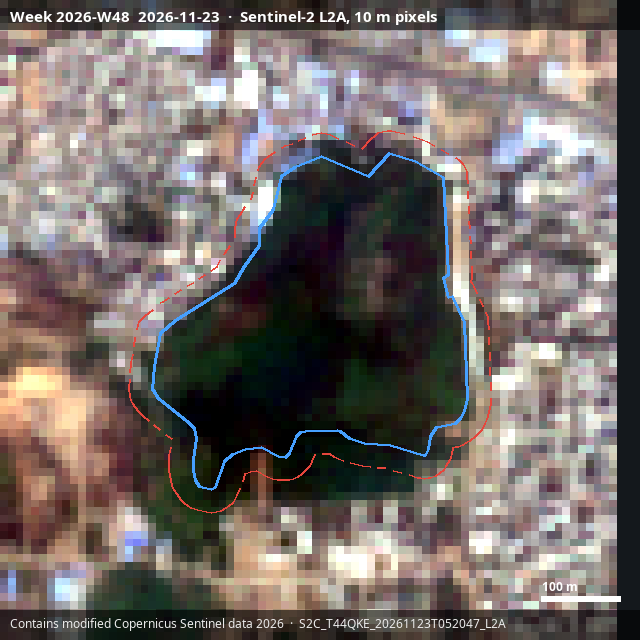 Week 2026-W48  2026-11-23  ·  Sentinel-2 L2A, 10 m pixels
100 m
Contains modified Copernicus Sentinel data 2026  ·  S2C_T44QKE_20261123T052047_L2A